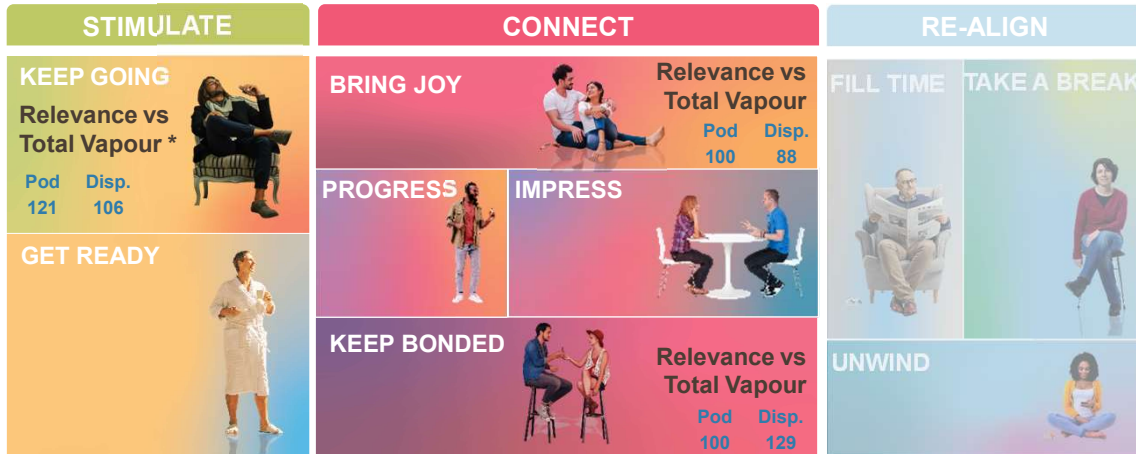 STIMULATE
KEEP GOING
Relevance vs
Total Vapour *
Pod Disp.
121 106
GET READY
CONNECT
BRING JOY
Relevance vs
Total Vapour
Pod Disp.
100 88
PROGRESS
IMPRESS
KEEP BONDED
Relevance vs
Total Vapour
Pod Disp.
100 129
RE-ALIGN
FILL TIME
TAKE A BREAK
UNWIND